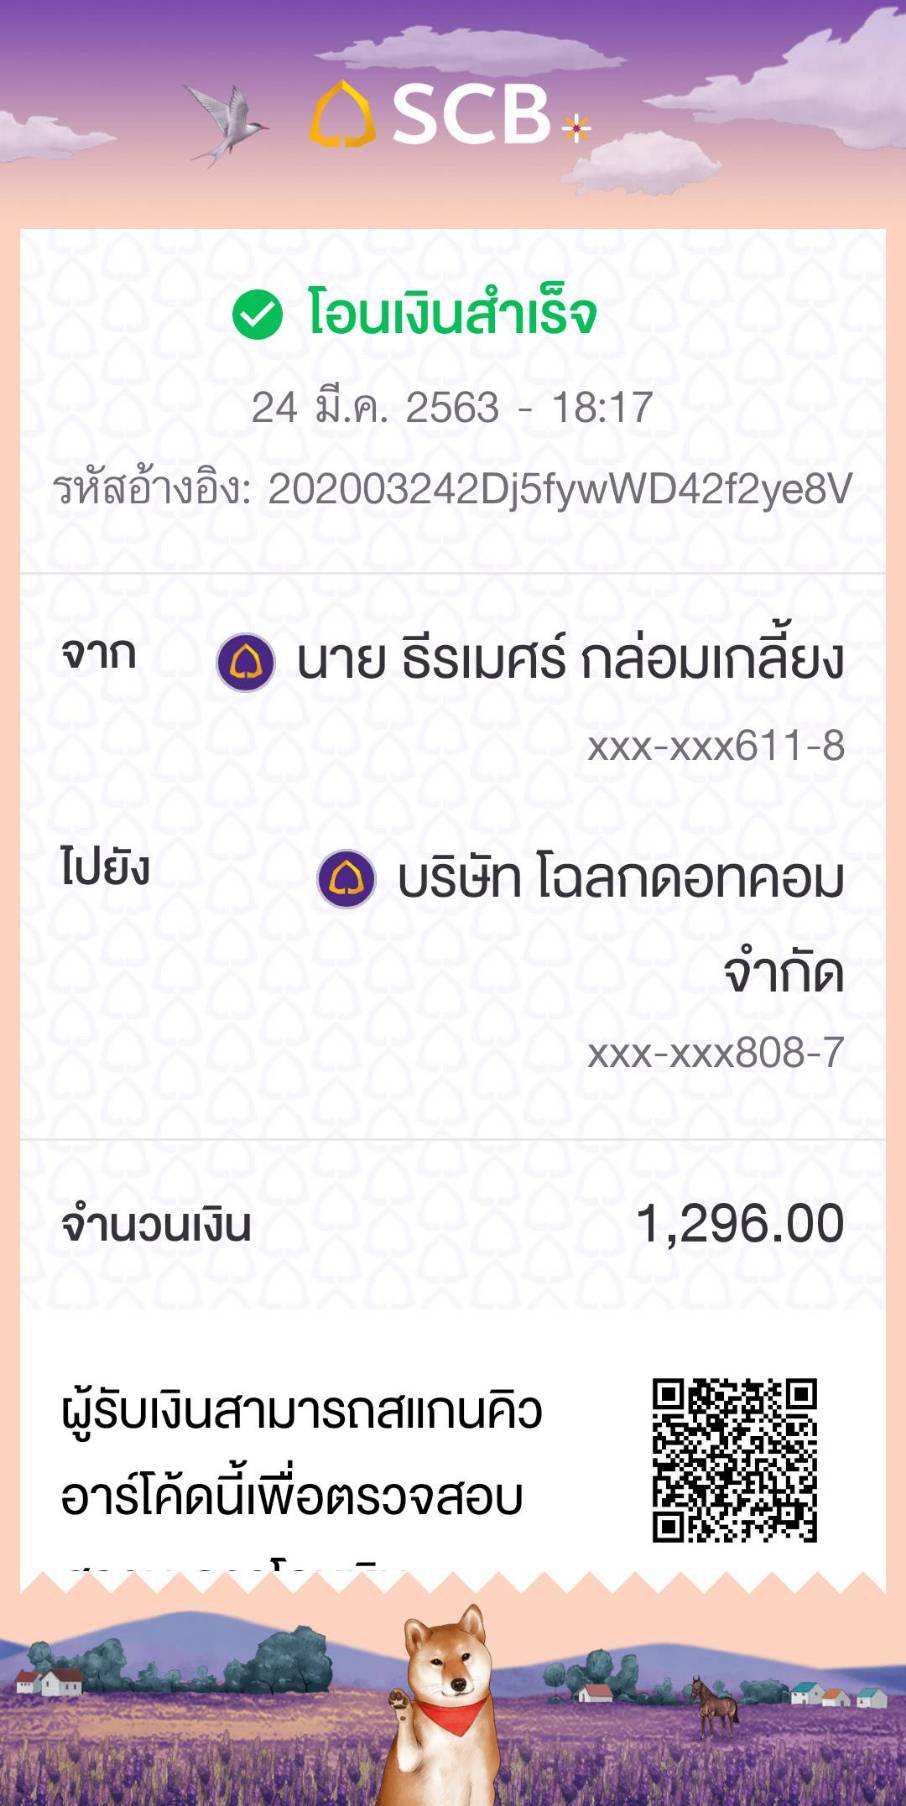 SCB
โอนเงินสำเร็จ
24 มี.ค. 2563 - 18:17
รหัสอ้างอิง: 202003242Dj5fywWD42f2ye8V
จาก นาย ธีรเมศร์ กล่อมเกลี้ยง
xxx-xxx611-8
ไปยัง บริษัท โฉลกดอทคอม
จำกัด
xxx-xxx808-7
จำนวนเงิน 1,296.00
ผู้รับเงินสามารถสแกนคิว
อาร์โค้ดนี้เพื่อตรวจสอบ